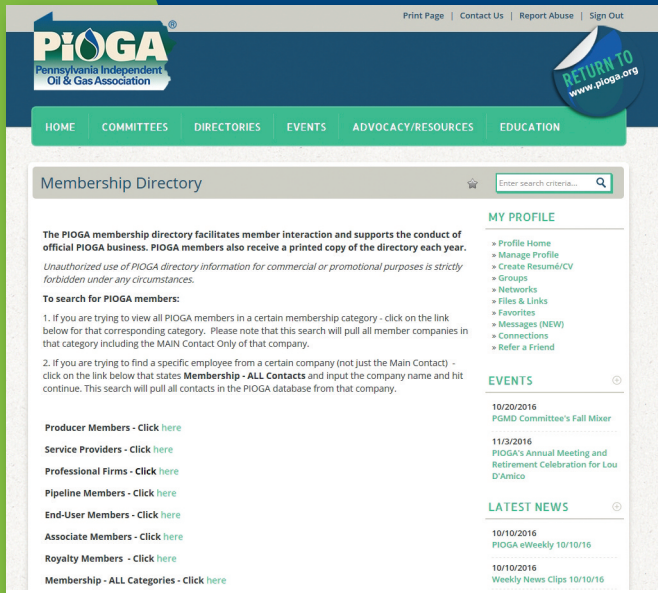 Print Page | Contact Us | Report Abuse | Sign Out
PIOGA®
Pennsylvania Independent
Oil & Gas Association
RETURN TO
www.pioga.org
HOME COMMITTEES DIRECTORIES EVENTS ADVOCACY/RESOURCES EDUCATION
Membership Directory
Enter search criteria...
The PIOGA membership directory facilitates member interaction and supports the conduct of
official PIOGA business. PIOGA members also receive a printed copy of the directory each year.
Unauthorized use of PIOGA directory information for commercial or promotional purposes is strictly
forbidden under any circumstances.
To search for PIOGA members:
1. If you are trying to view all PIOGA members in a certain membership category - click on the link
below for that corresponding category. Please note that this search will pull all member companies in
that category including the MAIN Contact Only of that company.
2. If you are trying to find a specific employee from a certain company (not just the Main Contact) -
click on the link below that states Membership - ALL Contacts and input the company name and hit
continue. This search will pull all contacts in the PIOGA database from that company.
Producer Members - Click here
Service Providers - Click here
Professional Firms - Click here
Pipeline Members - Click here
End-User Members - Click here
Associate Members - Click here
Royalty Members - Click here
Membership - ALL Categories - Click here
MY PROFILE
» Profile Home
» Manage Profile
» Create Resumé/CV
» Groups
» Networks
» Files & Links
» Favorites
» Messages (NEW)
» Connections
» Refer a Friend
EVENTS
10/20/2016
PGMD Committee's Fall Mixer
11/3/2016
PIOGA's Annual Meeting and
Retirement Celebration for Lou
D'Amico
LATEST NEWS
10/10/2016
PIOGA eWeekly 10/10/16
10/10/2016
Weekly News Clips 10/10/16